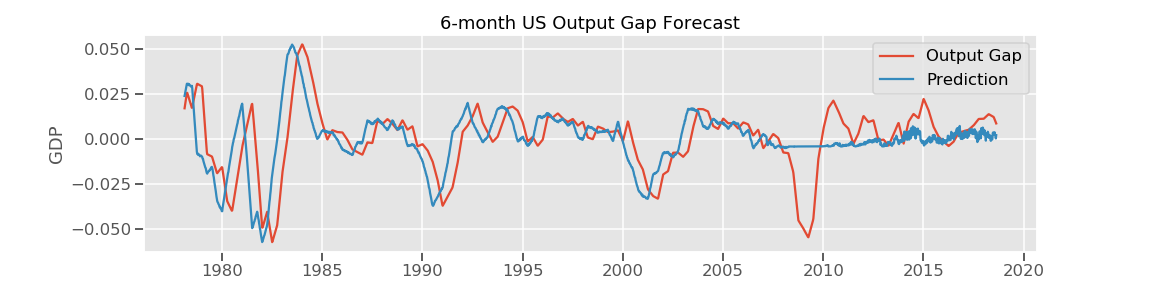 6-month US Output Gap Forecast
GDP
0.050
0.025
0.000
−0.025
−0.050
Output Gap
Prediction
1980 1985 1990 1995 2000 2005 2010 2015 2020